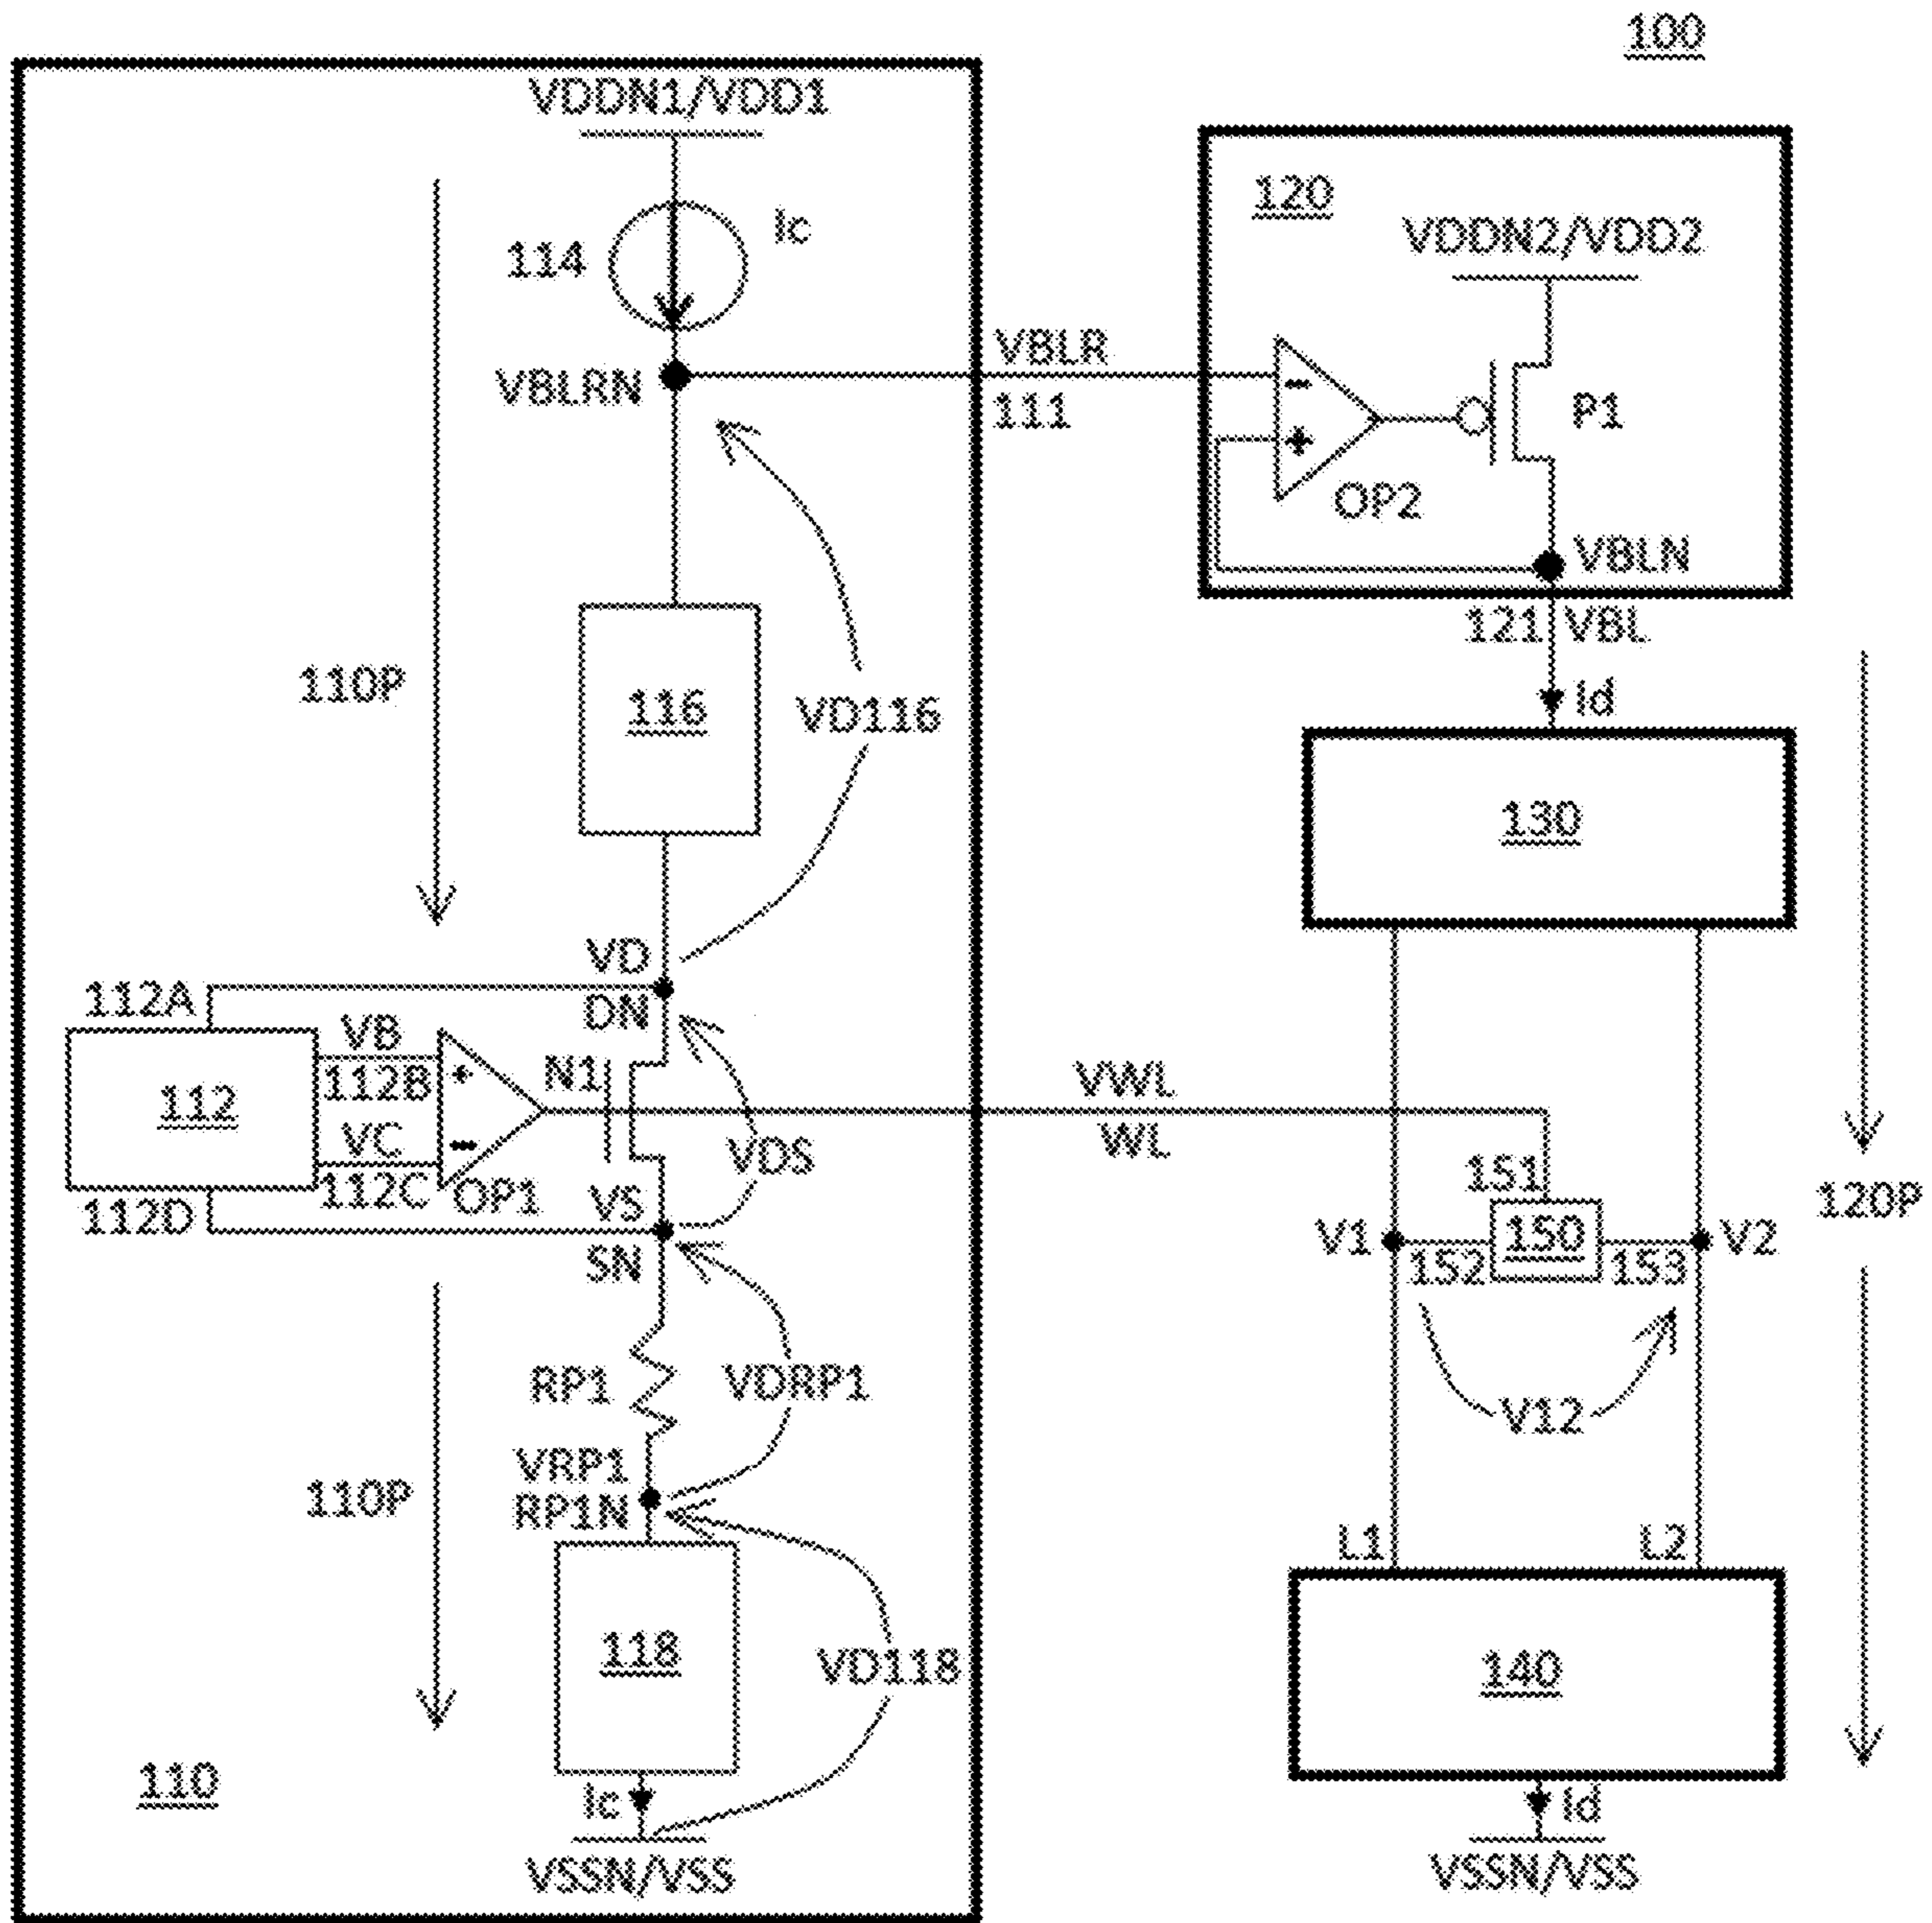 100
VDDN1/VDD1
120
Ic
VDDN2/VDD2
114
VBLR
VBLRN
111
P1
-
+
OP2
VBLN
121
VBL
Id
110P
116
VD116
130
VD
112A
DN
VB
112B
+
N1
112
VWL
VC
-
VDS
WL
112C
OP1
VS
112D
151
120P
V1
150
V2
SN
152
153
RP1
VDRP1
V12
VRP1
110P
RP1N
L1
L2
118
VD118
140
110
Ic
Id
VSSN/VSS
VSSN/VSS